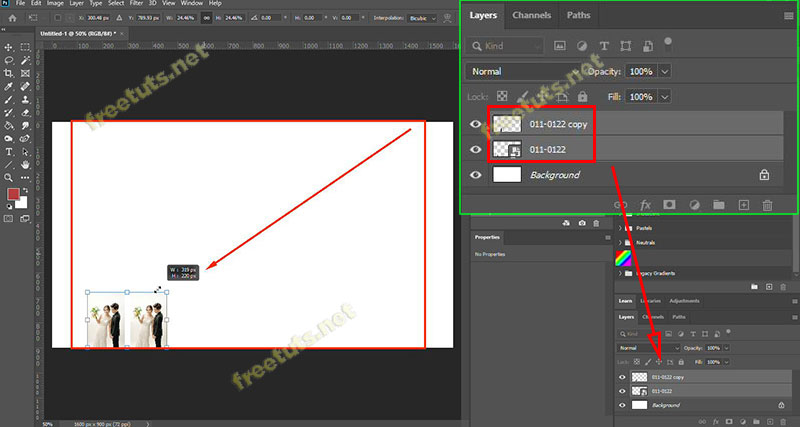 Ps File Edit Image Layer Type Select Filter 3D View Window Help
X: 300.48 px Y: 789.93 px W: 24.46% H: 24.46% 0.00 H: 0.00 V: 0.00 Interpolation: Bicubic
Untitled-1 @ 50% (RGB/8#) *
freetuts.net
W : 319 px
H : 220 px
freetuts.net
50% 1600 px x 900 px (72 ppi)
Layers Channels Paths
Kind
Normal Opacity: 100%
Lock: Fill: 100%
freetuts.net
011-0122 copy
011-0122
Background
fx
Properties
No Properties
Pastels
Neutrals
Legacy Gradients
Learn Libraries Adjustments
Layers Channels Paths
Kind
Normal Opacity: 100%
Lock: Fill: 100%
011-0122 copy
011-0122
Background
fx